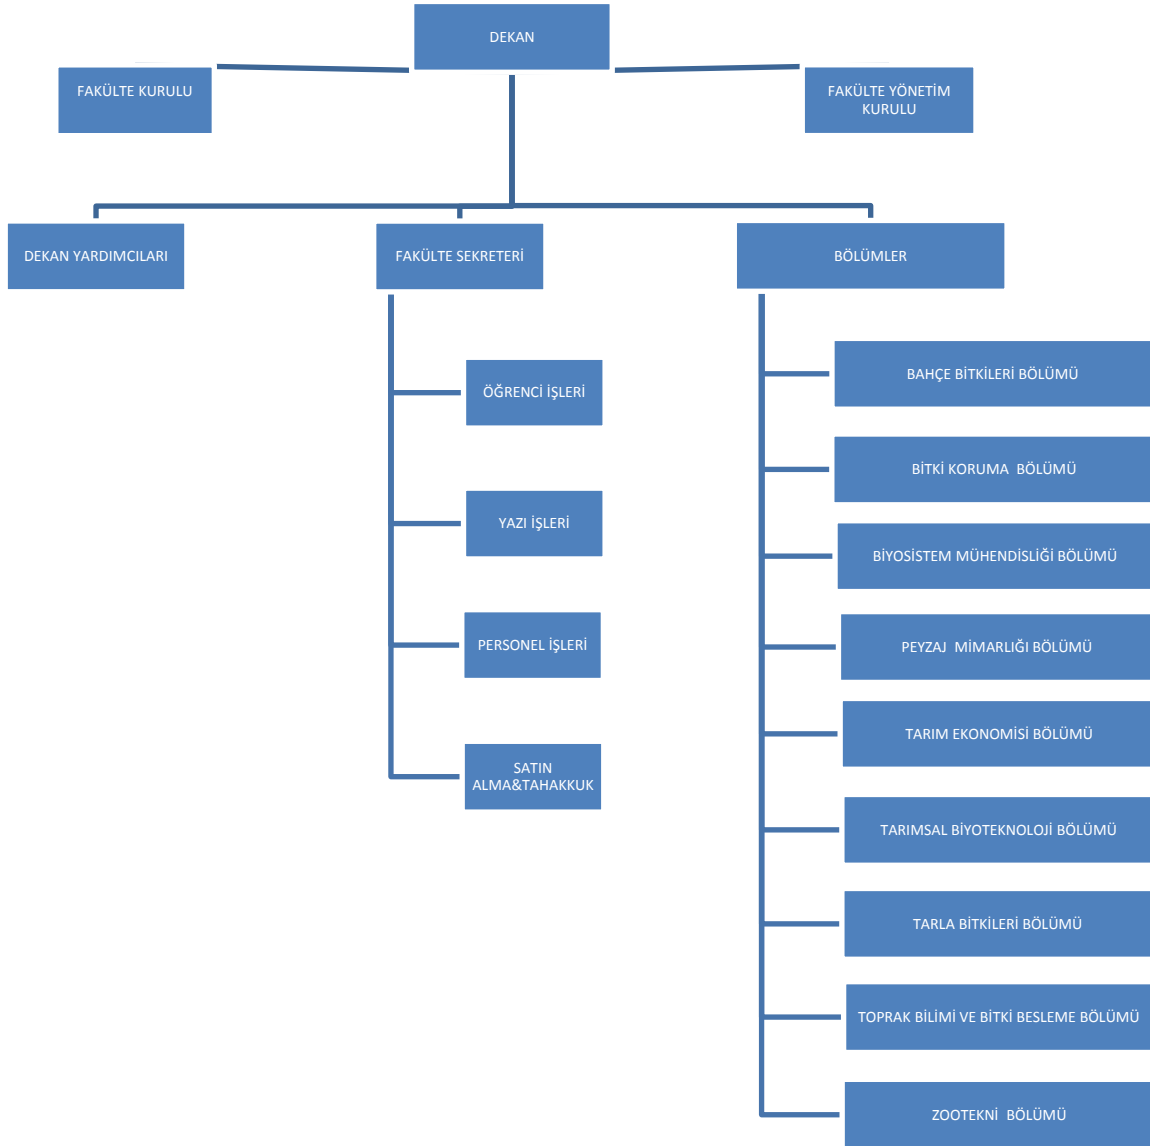 DEKAN
FAKÜLTE KURULU
FAKÜLTE YÖNETİM
KURULU
DEKAN YARDIMCILARI
FAKÜLTE SEKRETERİ
BÖLÜMLER
ÖĞRENCİ İŞLERİ
YAZI İŞLERİ
PERSONEL İŞLERİ
SATIN
ALMA&TAHAKKUK
BAHÇE BİTKİLERİ BÖLÜMÜ
BİTKİ KORUMA  BÖLÜMÜ
BİYOSİSTEM MÜHENDİSLİĞİ BÖLÜMÜ
PEYZAJ  MİMARLIĞI BÖLÜMÜ
TARIM EKONOMİSİ BÖLÜMÜ
TARIMSAL BİYOTEKNOLOJİ BÖLÜMÜ
TARLA BİTKİLERİ BÖLÜMÜ
TOPRAK BİLİMİ VE BİTKİ BESLEME BÖLÜMÜ
ZOOTEKNİ  BÖLÜMÜ